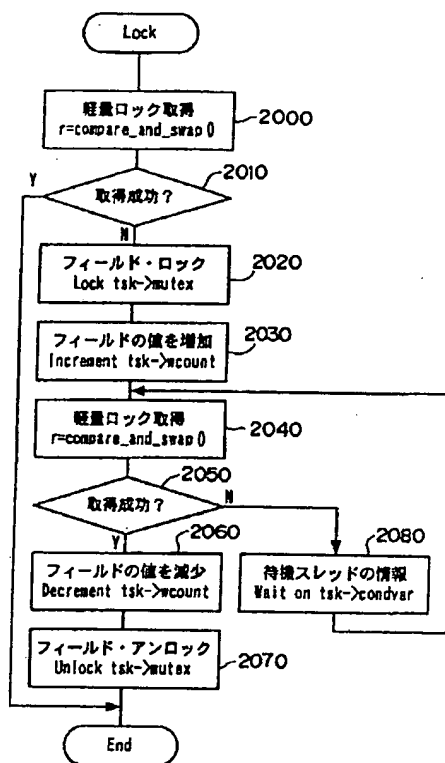 Lock
軽量ロック取得
r=compare_and_swap()
2000
2010
Y
取得成功？
N
フィールド・ロック
Lock tsk->mutex
2020
フィールドの値を増加
Increment tsk->wcount
2030
軽量ロック取得
r=compare_and_swap()
2040
2050
取得成功？
N
Y
2060
2080
フィールドの値を減少
Decrement tsk->wcount
待機スレッドの情報
Wait on tsk->condvar
フィールド・アンロック
Unlock tsk->mutex
2070
End